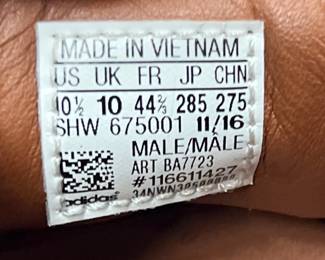 MADE IN VIETNAM
US UK FR JP CHN
10½ 10 44⅔ 285 275
SHW 675001 11/16
MALE/MÂLE
ART BA7723
#116611427
adidas